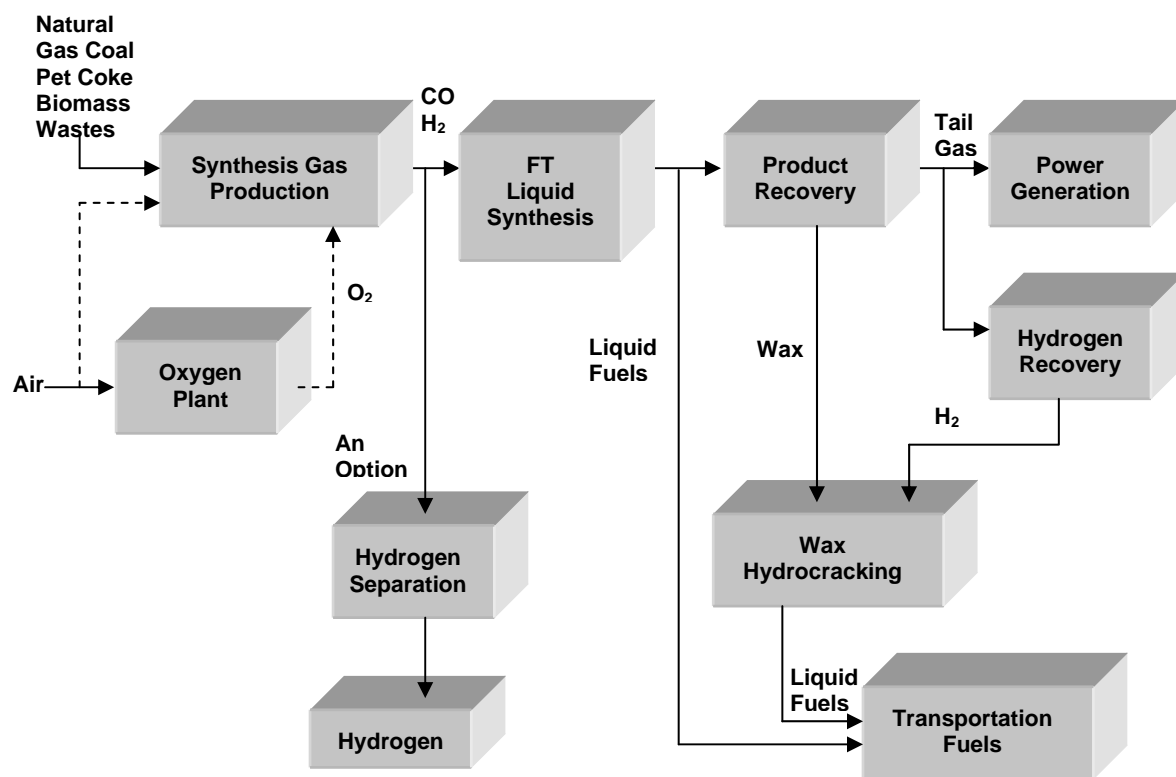 Natural
Gas Coal
Pet Coke
Biomass
Wastes
Synthesis Gas
Production
CO
H₂
FT
Liquid
Synthesis
Product
Recovery
Tail
Gas
Power
Generation
O₂
Air
Oxygen
Plant
Liquid
Fuels
Wax
Hydrogen
Recovery
H₂
An
Option
Hydrogen
Separation
Wax
Hydrocracking
Liquid
Fuels
Transportation
Fuels
Hydrogen